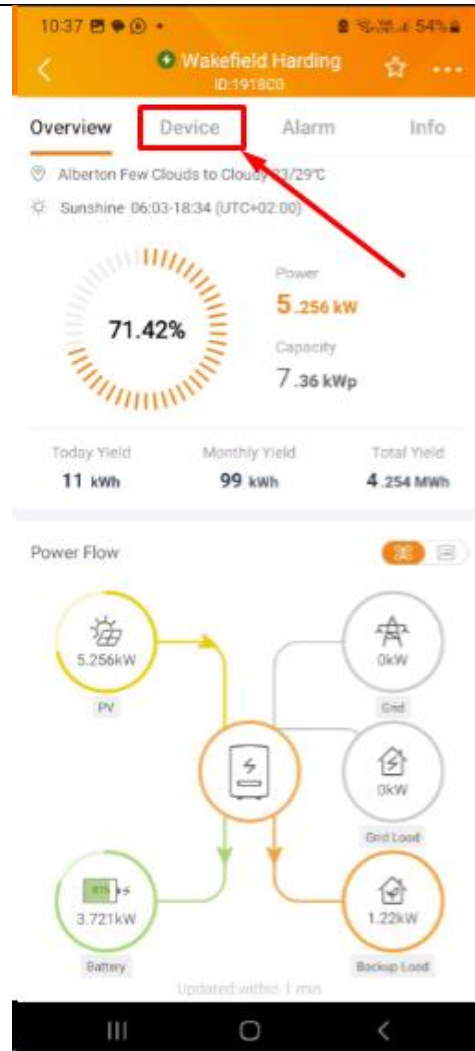 10:37
54%
Wakefield Harding
ID:1918C0
Overview Device Alarm Info
Alberton Few Clouds to Cloudy 23/29℃
Sunshine 06:03-18:34 (UTC+02:00)
71.42%
Power
5.256 kW
Capacity
7.36 kWp
Today Yield Monthly Yield Total Yield
11 kWh 99 kWh 4.254 MWh
Power Flow
5.256kW
PV
0kW
Grid
0kW
Grid Load
3.721kW
Battery
1.22kW
Backup Load
Updated within 1 min